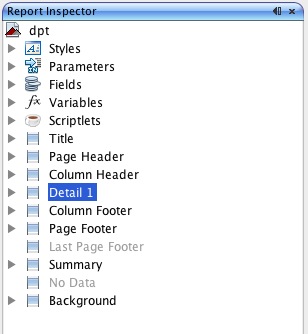 Report Inspector
dpt
Styles
Parameters
Fields
fx Variables
Scriptlets
Title
Page Header
Column Header
Detail 1
Column Footer
Page Footer
Last Page Footer
Summary
No Data
Background